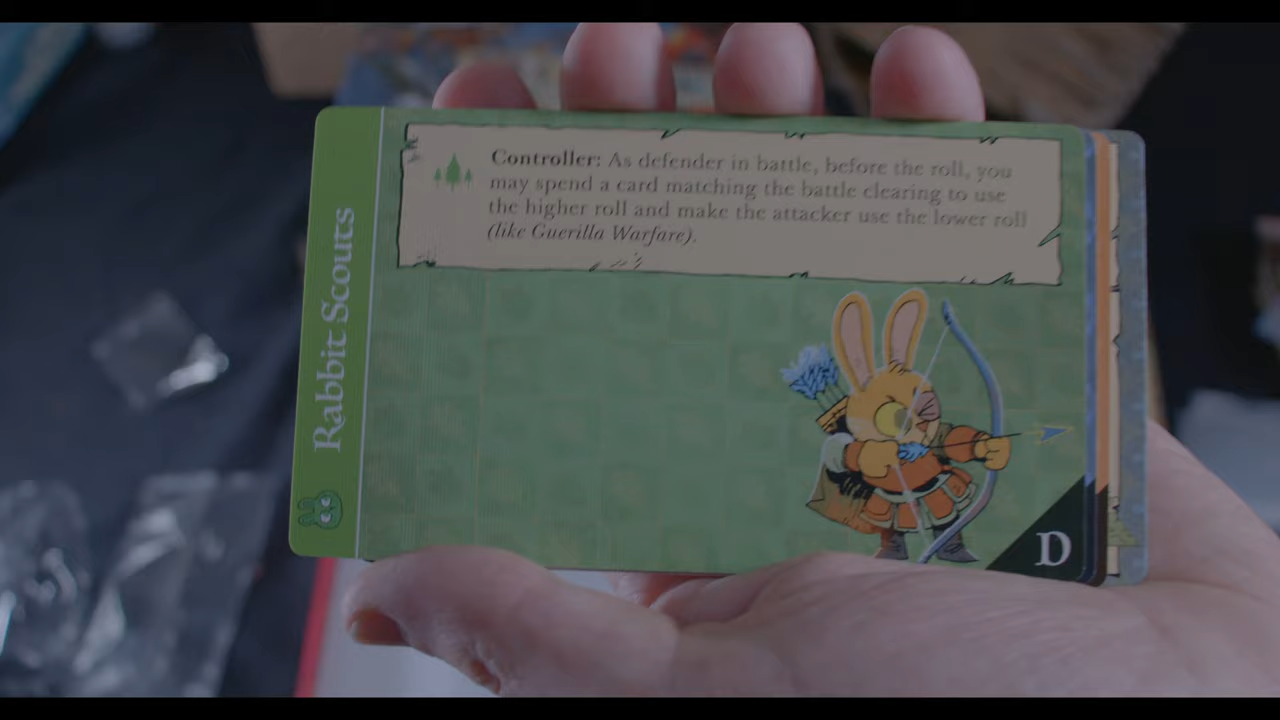 Rabbit Scouts
Controller: As defender in battle, before the roll, you
may spend a card matching the battle clearing to use
the higher roll and make the attacker use the lower roll
(like Guerilla Warfare).
D